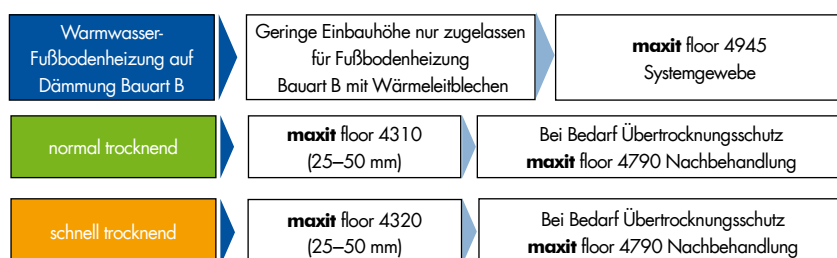 Warmwasser-
Fußbodenheizung auf
Dämmung Bauart B
Geringe Einbauhöhe nur zugelassen
für Fußbodenheizung
Bauart B mit Wärmeleitblechen
maxit floor 4945
Systemgewebe
normal trocknend
maxit floor 4310
(25–50 mm)
Bei Bedarf Übertrocknungsschutz
maxit floor 4790 Nachbehandlung
schnell trocknend
maxit floor 4320
(25–50 mm)
Bei Bedarf Übertrocknungsschutz
maxit floor 4790 Nachbehandlung